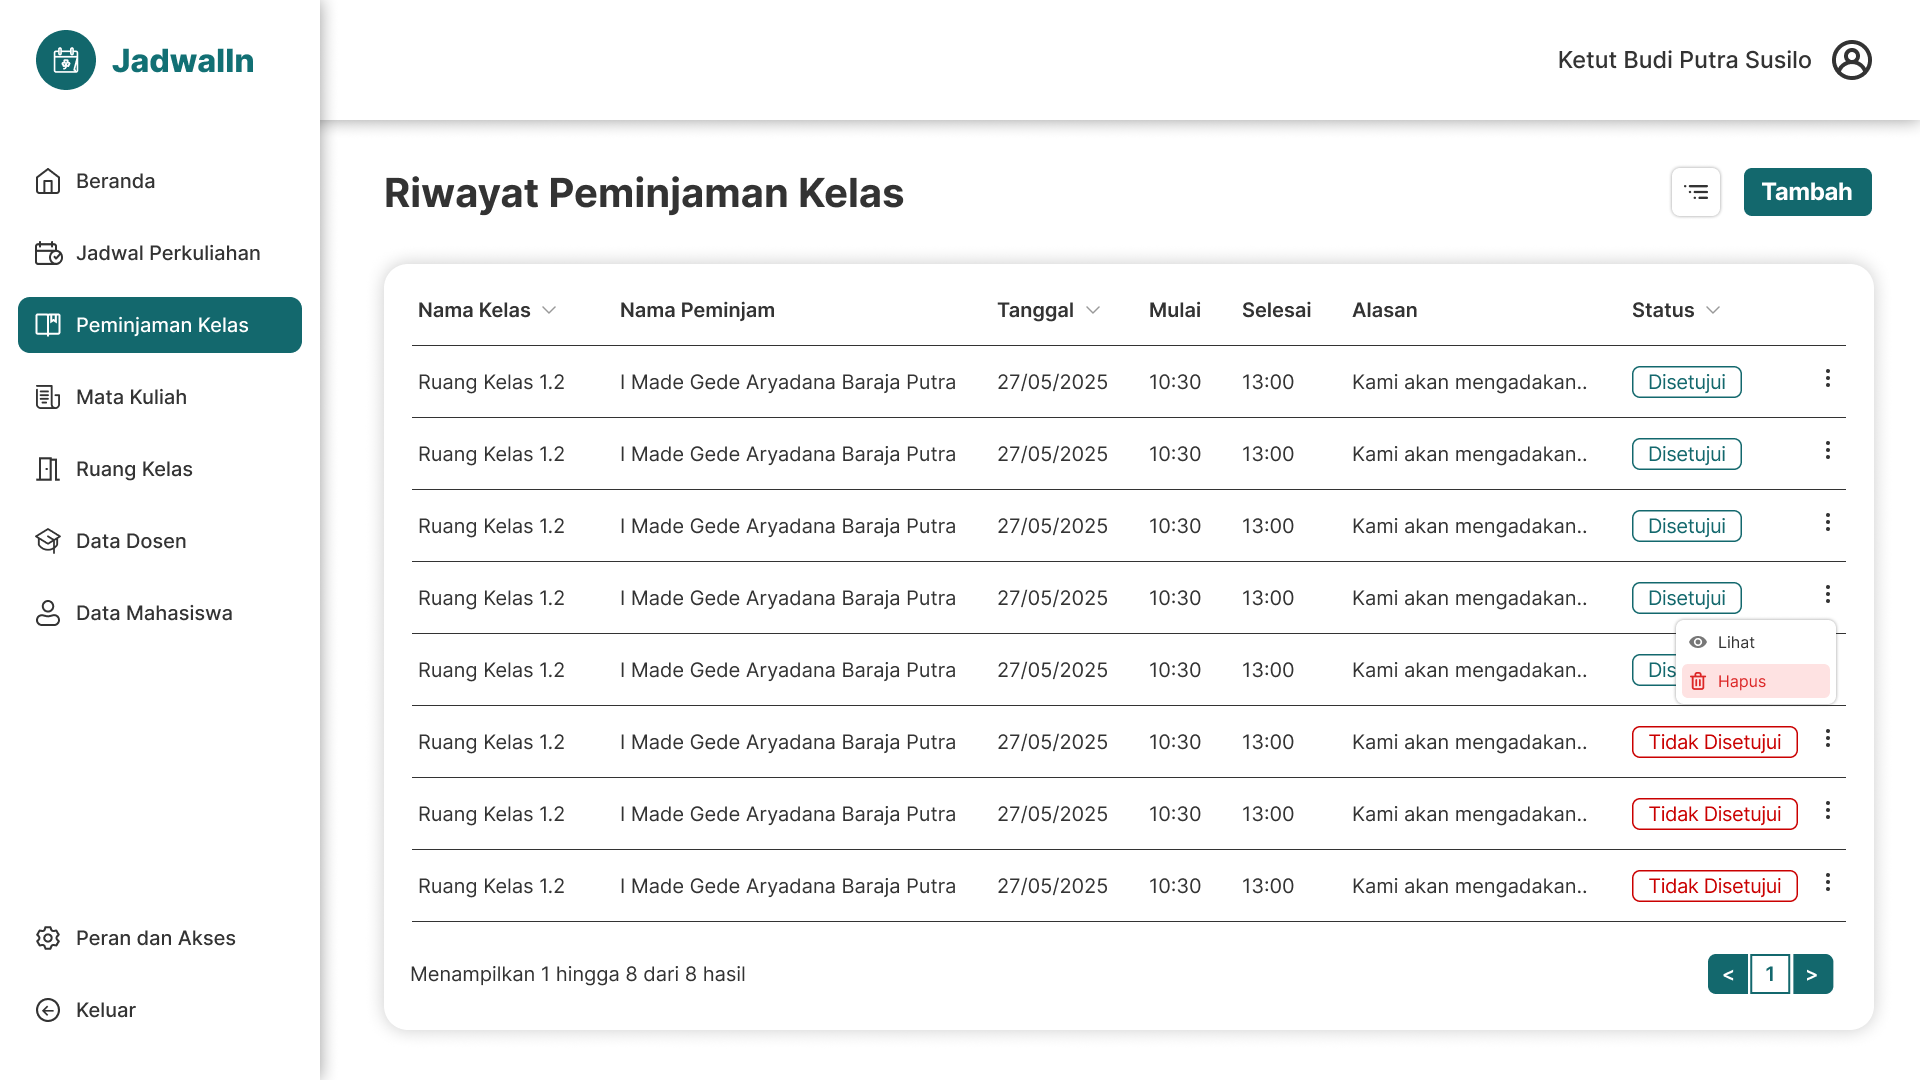 JadwalIn
Ketut Budi Putra Susilo
Beranda
Jadwal Perkuliahan
Peminjaman Kelas
Mata Kuliah
Ruang Kelas
Data Dosen
Data Mahasiswa
Peran dan Akses
Keluar
Riwayat Peminjaman Kelas
Tambah
Nama Kelas Nama Peminjam Tanggal Mulai Selesai Alasan Status
Ruang Kelas 1.2 I Made Gede Aryadana Baraja Putra 27/05/2025 10:30 13:00 Kami akan mengadakan.. Disetujui
Ruang Kelas 1.2 I Made Gede Aryadana Baraja Putra 27/05/2025 10:30 13:00 Kami akan mengadakan.. Disetujui
Ruang Kelas 1.2 I Made Gede Aryadana Baraja Putra 27/05/2025 10:30 13:00 Kami akan mengadakan.. Disetujui
Ruang Kelas 1.2 I Made Gede Aryadana Baraja Putra 27/05/2025 10:30 13:00 Kami akan mengadakan.. Disetujui
Lihat
Ruang Kelas 1.2 I Made Gede Aryadana Baraja Putra 27/05/2025 10:30 13:00 Kami akan mengadakan.. Dis
Hapus
Ruang Kelas 1.2 I Made Gede Aryadana Baraja Putra 27/05/2025 10:30 13:00 Kami akan mengadakan.. Tidak Disetujui
Ruang Kelas 1.2 I Made Gede Aryadana Baraja Putra 27/05/2025 10:30 13:00 Kami akan mengadakan.. Tidak Disetujui
Ruang Kelas 1.2 I Made Gede Aryadana Baraja Putra 27/05/2025 10:30 13:00 Kami akan mengadakan.. Tidak Disetujui
Menampilkan 1 hingga 8 dari 8 hasil
< 1 >